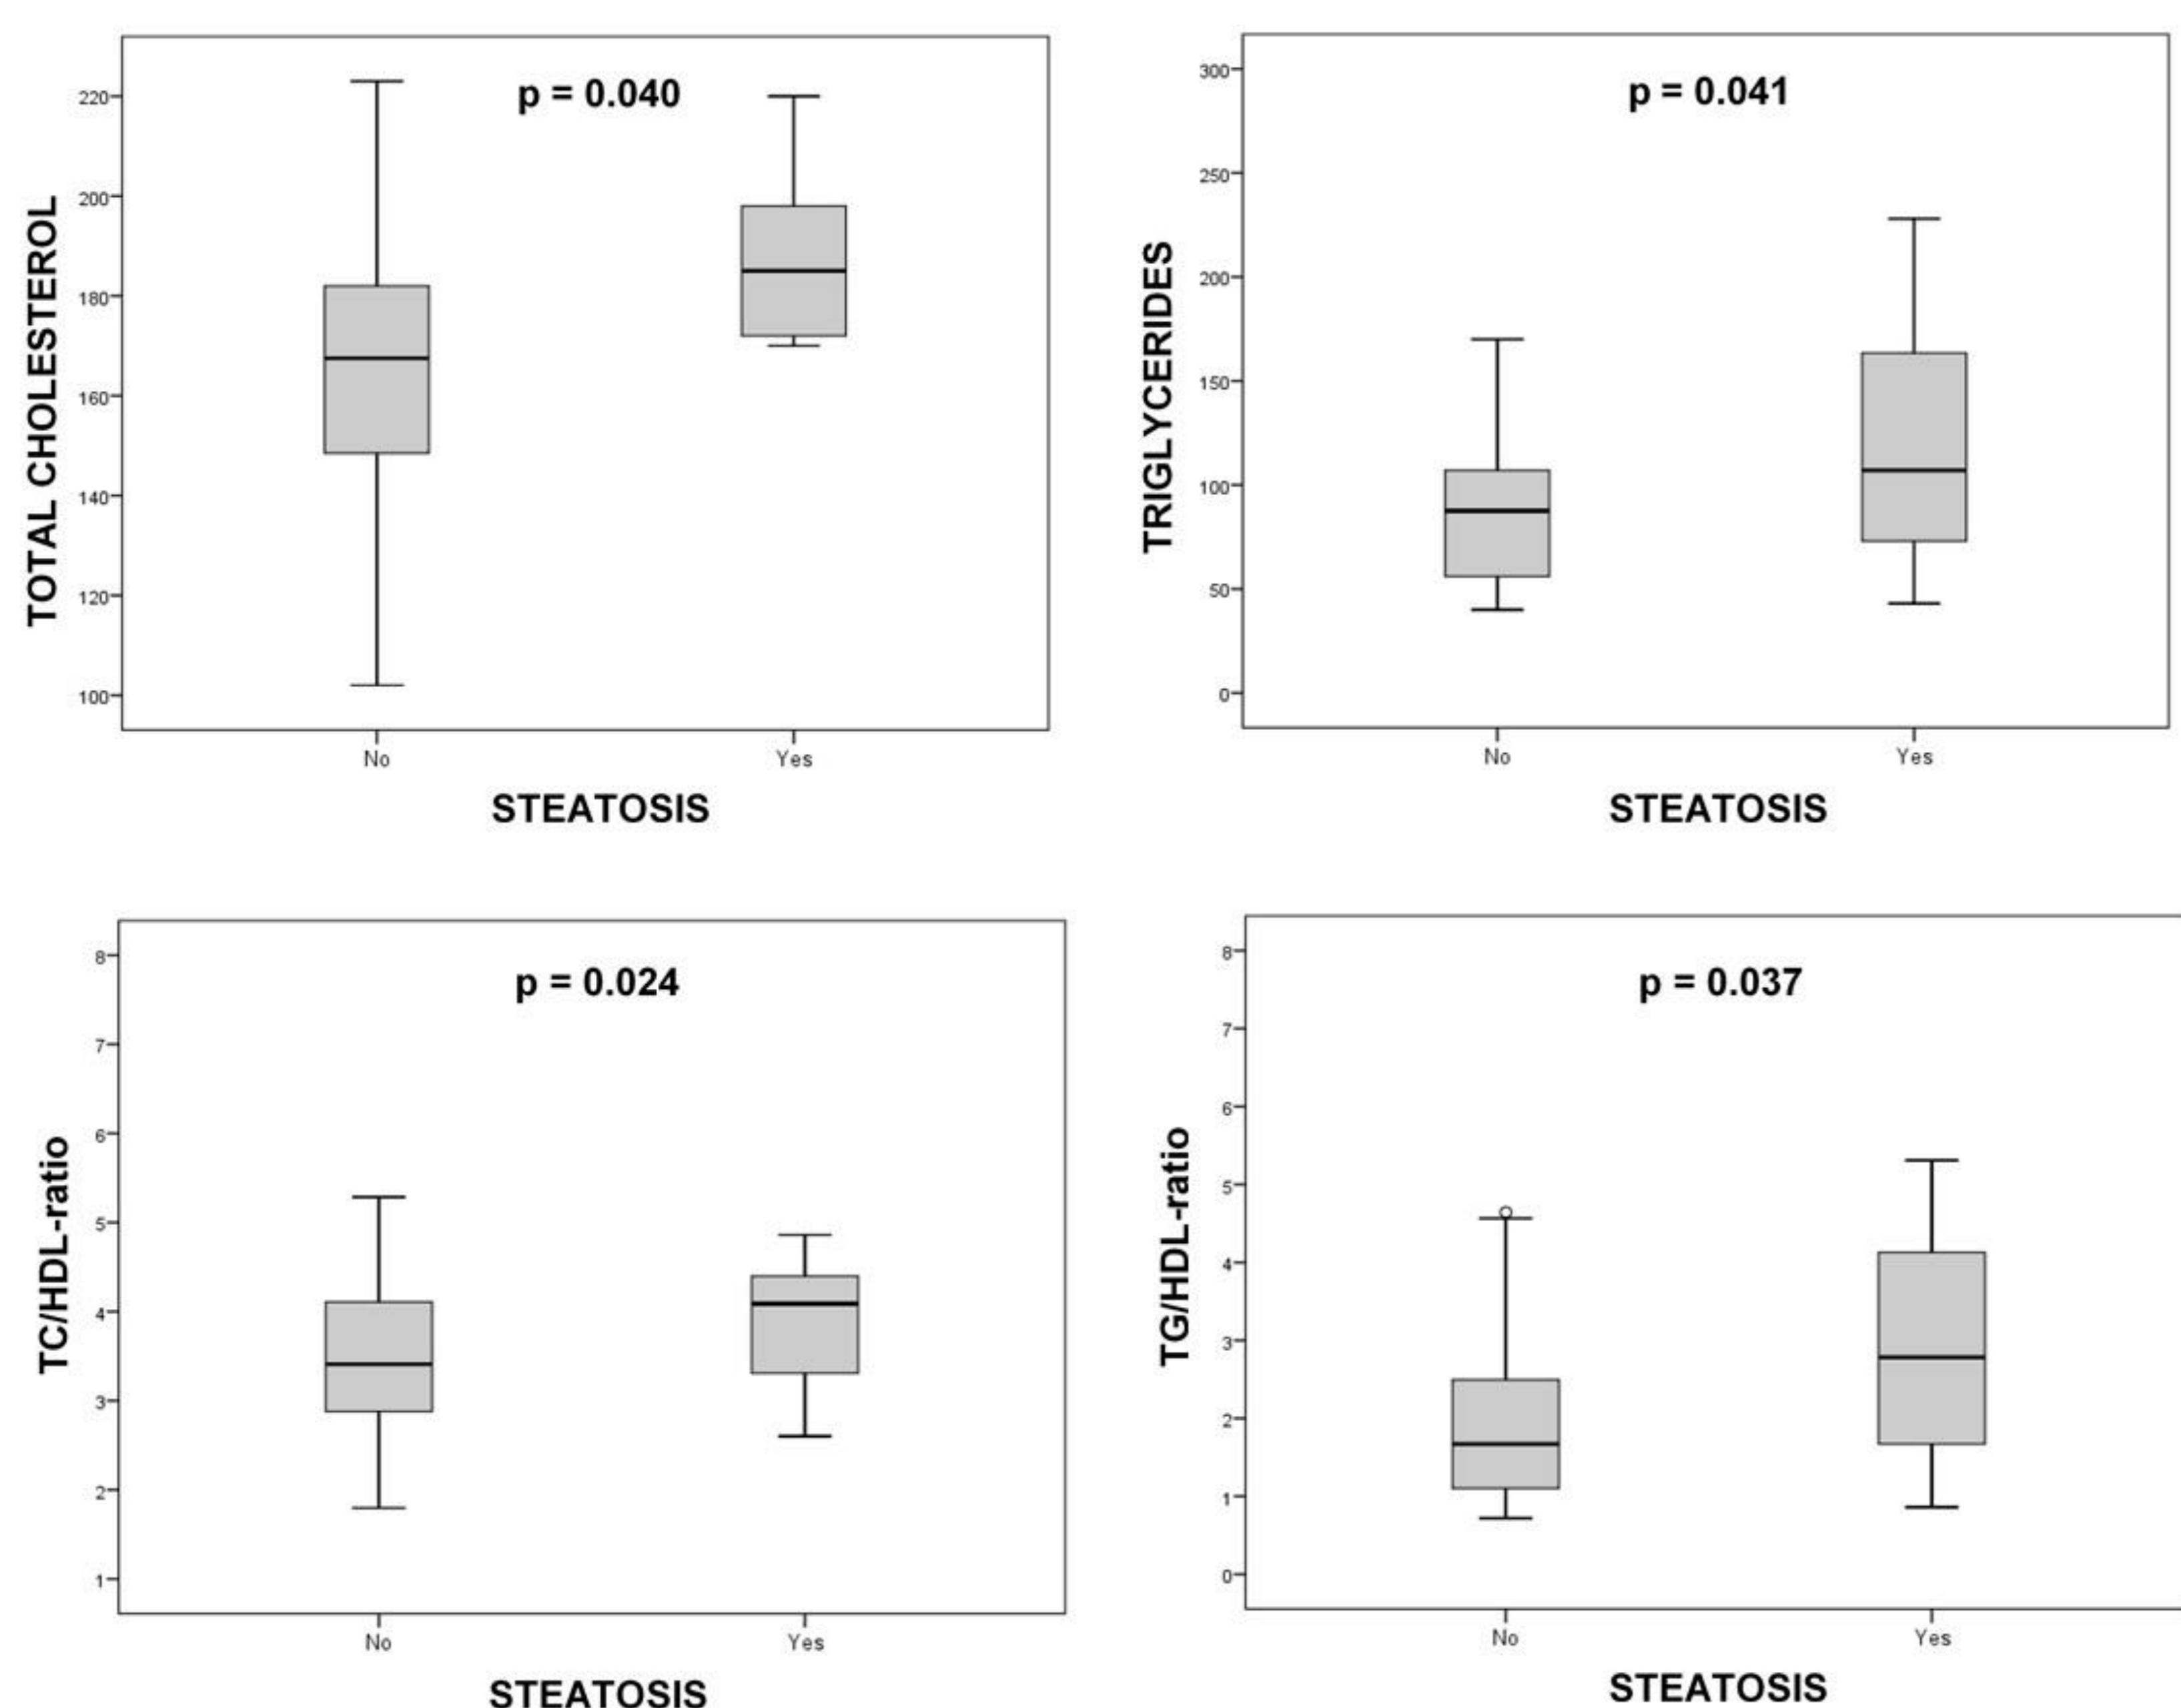 p = 0.040
TOTAL CHOLESTEROL
220
200
180
160
140
120
100
No Yes
STEATOSIS
p = 0.041
TRIGLYCERIDES
300
250
200
150
100
50
0
No Yes
STEATOSIS
p = 0.024
TC/HDL-ratio
8
7
6
5
4
3
2
1
No Yes
STEATOSIS
p = 0.037
TG/HDL-ratio
8
7
6
5
4
3
2
1
0
No Yes
STEATOSIS